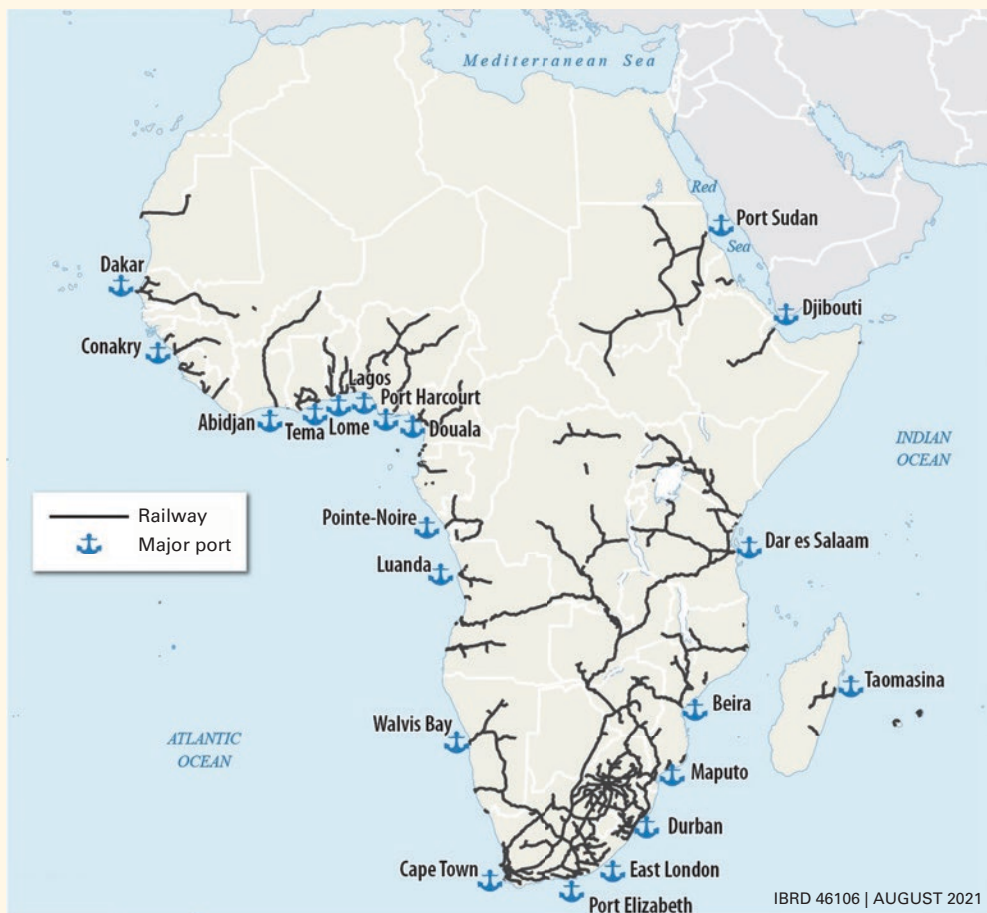 Mediterranean Sea
Red
Sea
Port Sudan
Dakar
Djibouti
Conakry
Lagos
Port Harcourt
Abidjan
Tema
Lome
Douala
INDIAN
OCEAN
Railway
Major port
Pointe-Noire
Luanda
Dar es Salaam
Taomasina
Beira
Walvis Bay
ATLANTIC
OCEAN
Maputo
Durban
Cape Town
East London
Port Elizabeth
IBRD 46106 | AUGUST 2021